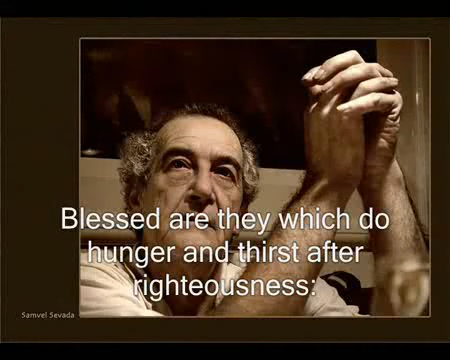 Blessed are they which do
hunger and thirst after
righteousness:
Samvel Sevada